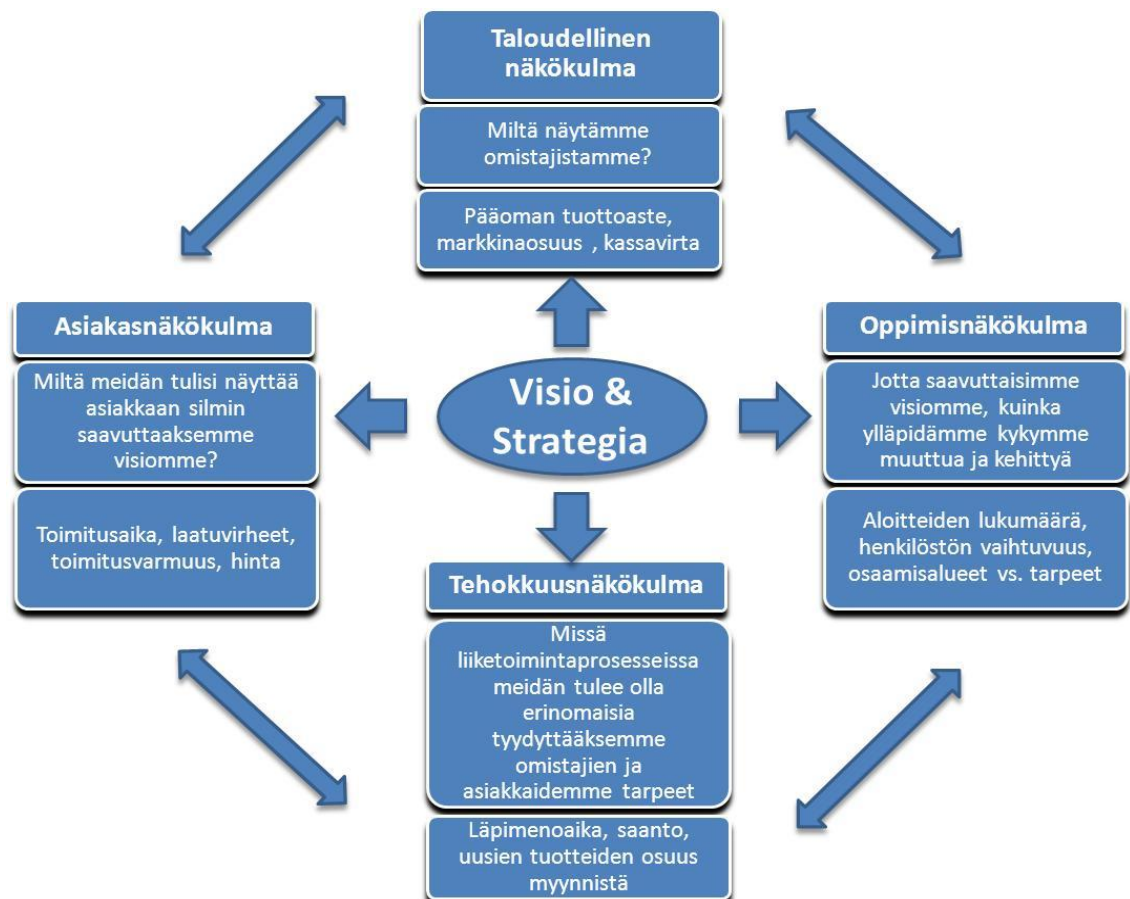 Taloudellinen
näkökulma
Miltä näytämme
omistajistamme?
Pääoman tuottoaste,
markkinaosuus , kassavirta
Asiakasnäkökulma
Miltä meidän tulisi näyttää
asiakkaan silmin
saavuttaaksemme
visiomme?
Toimitusaika, laatuvirheet,
toimitusvarmuus, hinta
Visio &
Strategia
Oppimisnäkökulma
Jotta saavuttaisimme
visiomme, kuinka
ylläpidämme kykymme
muuttua ja kehittyä
Aloitteiden lukumäärä,
henkilöstön vaihtuvuus,
osaamisalueet vs. tarpeet
Tehokkuusnäkökulma
Missä
liiketoimintaprosesseissa
meidän tulee olla
erinomaisia
tyydyttääksemme
omistajien ja
asiakkaidemme tarpeet
Läpimenoaika, saanto,
uusien tuotteiden osuus
myynnistä